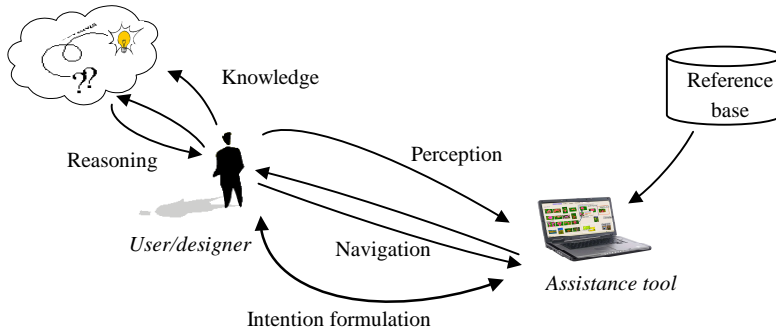 ??
Knowledge
Reference
base
Reasoning
Perception
User/designer
Navigation
Assistance tool
Intention formulation